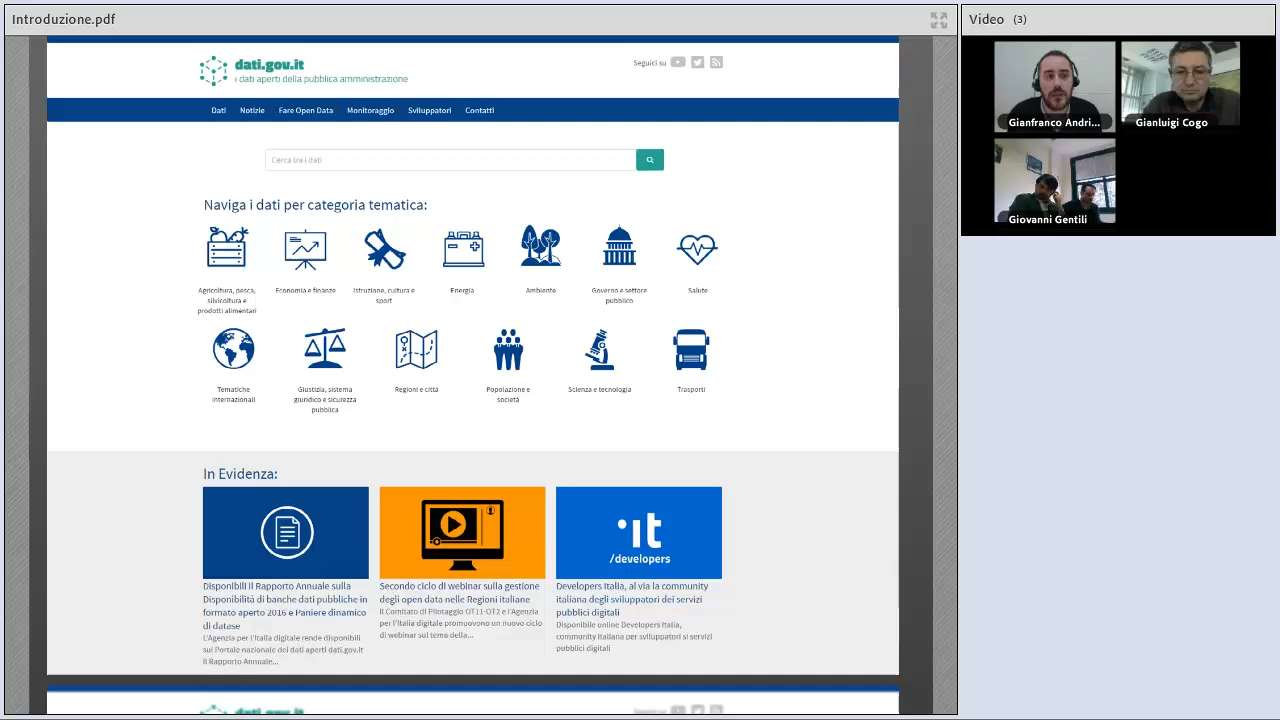 Introduzione.pdf
Video (3)
dati.gov.it
i dati aperti della pubblica amministrazione
Seguici su
Dati Notizie Fare Open Data Monitoraggio Sviluppatori Contatti
Cerca tra i dati
Naviga i dati per categoria tematica:
Agricoltura, pesca,
silvicoltura e
prodotti alimentari
Economia e finanze
Istruzione, cultura e
sport
Energia
Ambiente
Governo e settore
pubblico
Salute
Tematiche
internazionali
Giustizia, sistema
giuridico e sicurezza
pubblica
Regioni e città
Popolazione e
società
Scienza e tecnologia
Trasporti
In Evidenza:
Disponibili il Rapporto Annuale sulla
Disponibilità di banche dati pubbliche in
formato aperto 2016 e Paniere dinamico
di datase
L'Agenzia per l'Italia digitale rende disponibili
sul Portale nazionale dei dati aperti dati.gov.it
il Rapporto Annuale...
Secondo ciclo di webinar sulla gestione
degli open data nelle Regioni italiane
Il Comitato di Pilotaggio OT11-OT2 e l'Agenzia
per l'Italia digitale promuovono un nuovo ciclo
di webinar sul tema della...
it
/developers
Developers Italia, al via la community
italiana degli sviluppatori dei servizi
pubblici digitali
Disponibile online Developers Italia,
community italiana per sviluppatori si servizi
pubblici digitali
Gianfranco Andri...
Gianluigi Cogo
Giovanni Gentili
dati.gov.it
Seguici su